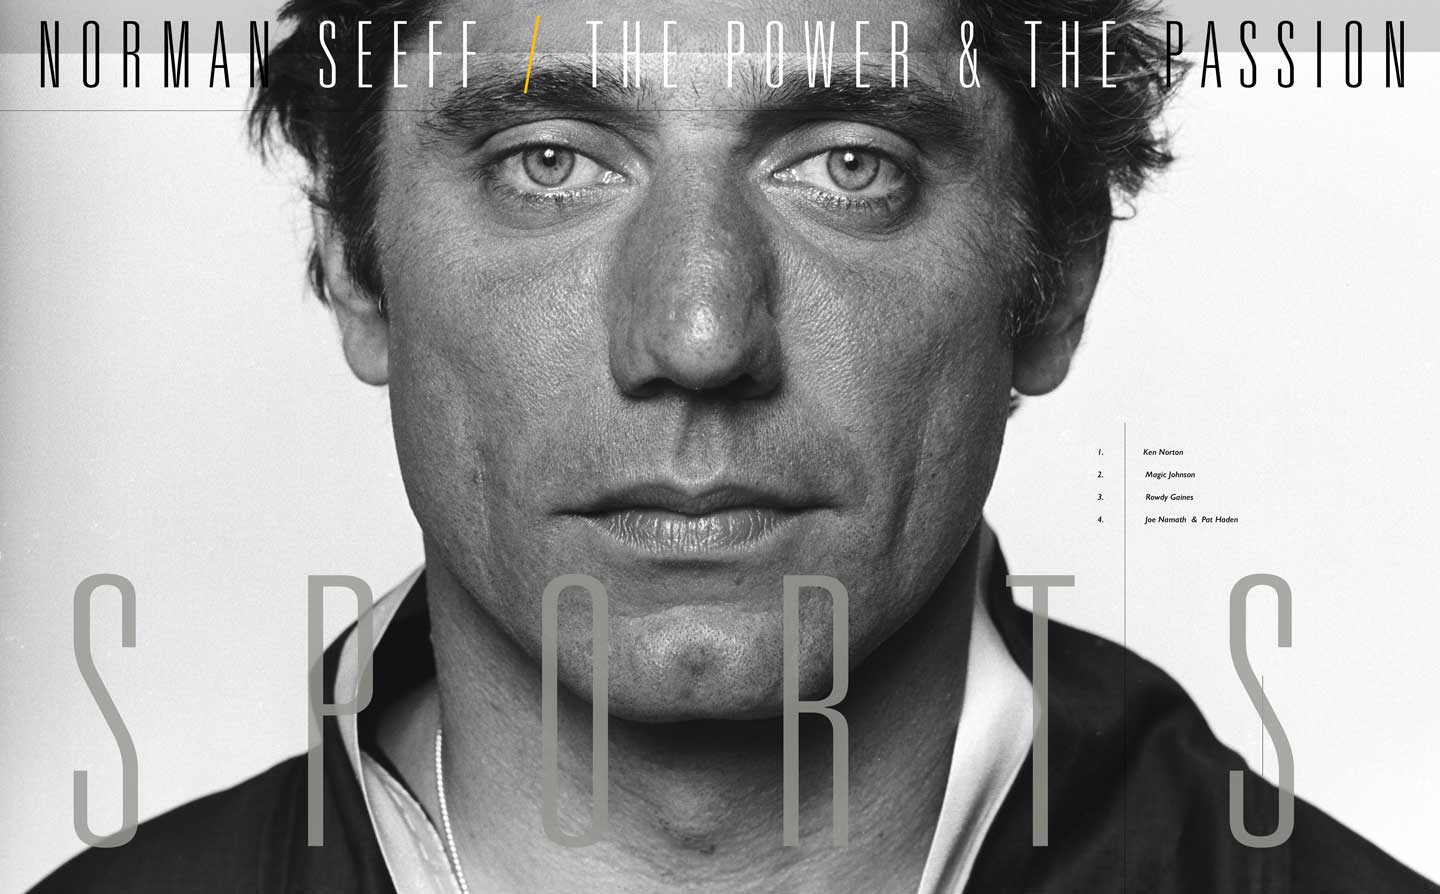 NORMAN SEEFF / THE POWER & THE PASSION
1. Ken Norton
2. Magic Johnson
3. Rowdy Gaines
4. Joe Namath & Pat Haden
SPORTS